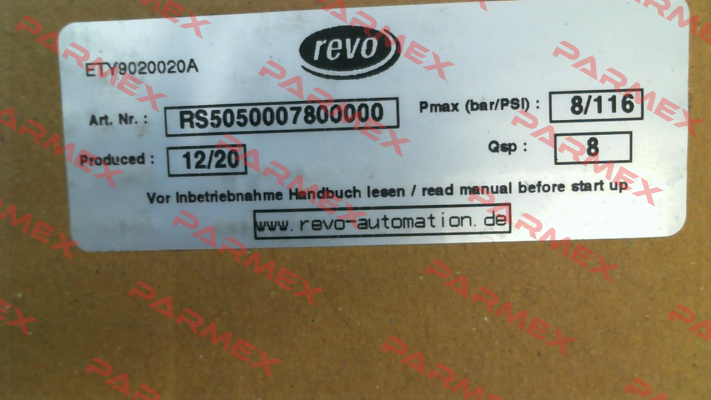 revo
ETY9020020A
Art. Nr. : RS5050007800000 Pmax (bar/PSI) : 8/116
Produced : 12/20 Qsp : 8
Vor Inbetriebnahme Handbuch lesen / read manual before start up
www.revo-automation.de
PARMEX